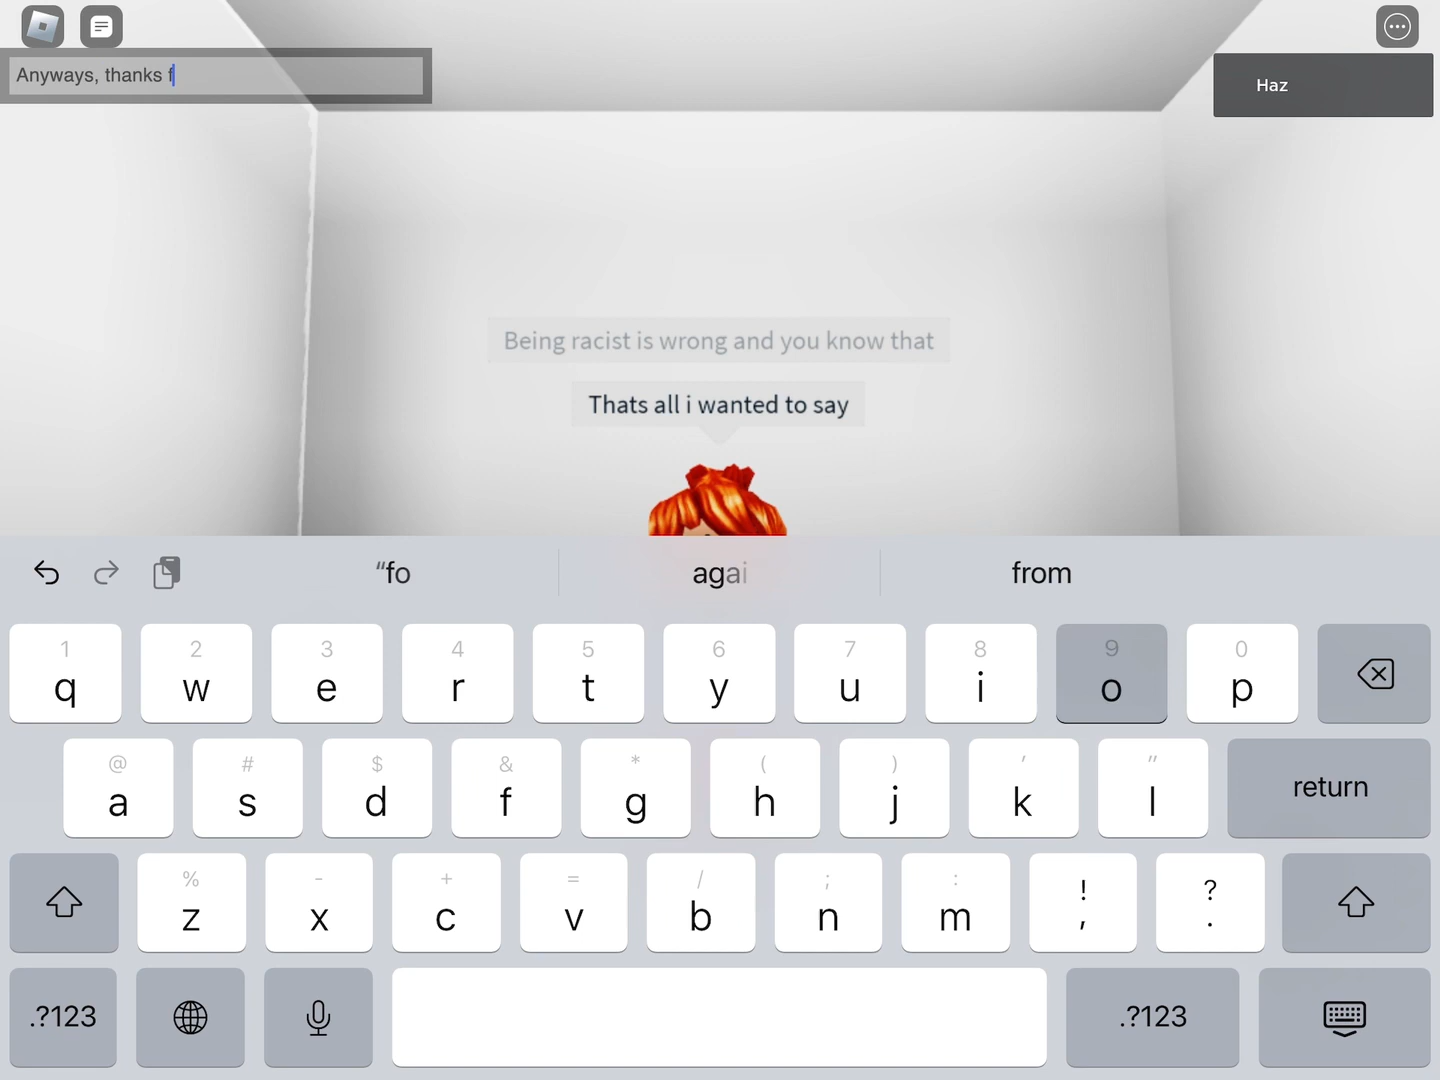 Anyways, thanks f
Haz
Being racist is wrong and you know that
Thats all i wanted to say
“fo
agai
from
1 2 3 4 5 6 7 8 9 0
q w e r t y u i o p
@ # $ & * ( ) ' "
a s d f g h j k l return
% - + = / ; : ! ?
z x c v b n m , .
.?123 .?123